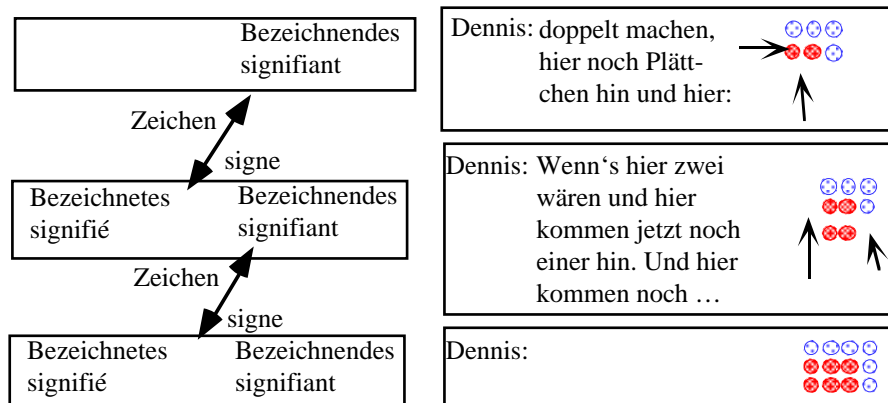 Bezeichnendes
signifiant
Zeichen
signe
Bezeichnetes
signifié
Bezeichnendes
signifiant
Zeichen
signe
Bezeichnetes
signifié
Bezeichnendes
signifiant
Dennis: doppelt machen,
hier noch Plätt-
chen hin und hier:
Dennis: Wenn‘s hier zwei
wären und hier
kommen jetzt noch
einer hin. Und hier
kommen noch …
Dennis: